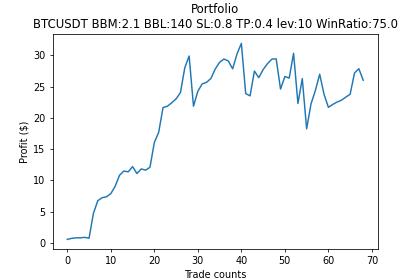 Portfolio
BTCUSDT BBM:2.1 BBL:140 SL:0.8 TP:0.4 lev:10 WinRatio:75.0
Profit ($)
30
25
20
15
10
5
0
0 10 20 30 40 50 60 70
Trade counts